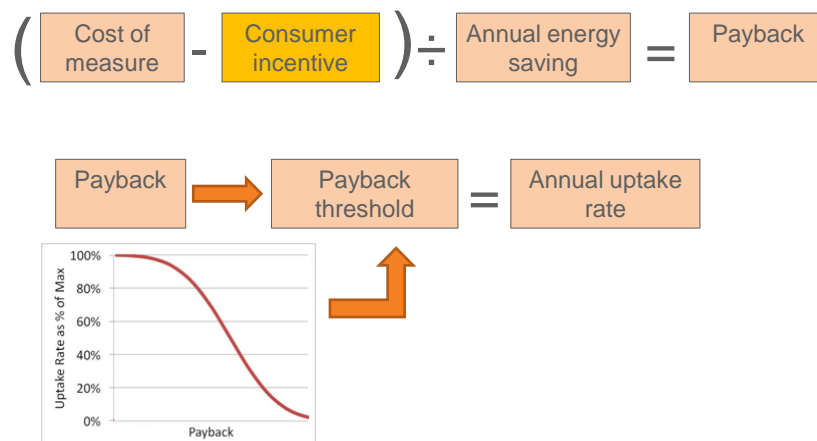 ( Cost of measure - Consumer incentive ) ÷ Annual energy saving = Payback
Payback Payback threshold = Annual uptake rate
Uptake Rate as % of Max
100%
80%
60%
40%
20%
0%
Payback